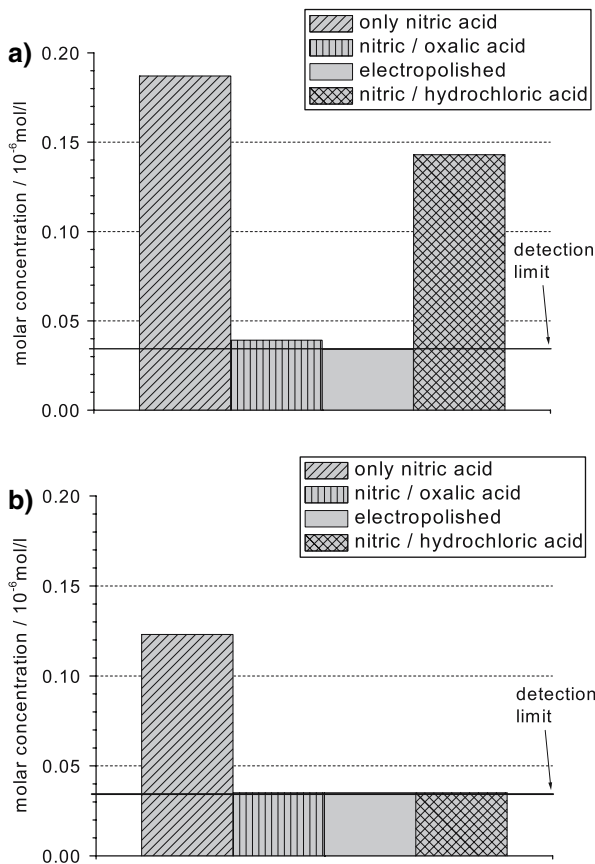 a)
only nitric acid
nitric / oxalic acid
electropolished
nitric / hydrochloric acid
molar concentration / 10⁻⁶mol/l
0.20
0.15
0.10
0.05
0.00
detection
limit
b)
only nitric acid
nitric / oxalic acid
electropolished
nitric / hydrochloric acid
molar concentration / 10⁻⁶mol/l
0.20
0.15
0.10
0.05
0.00
detection
limit